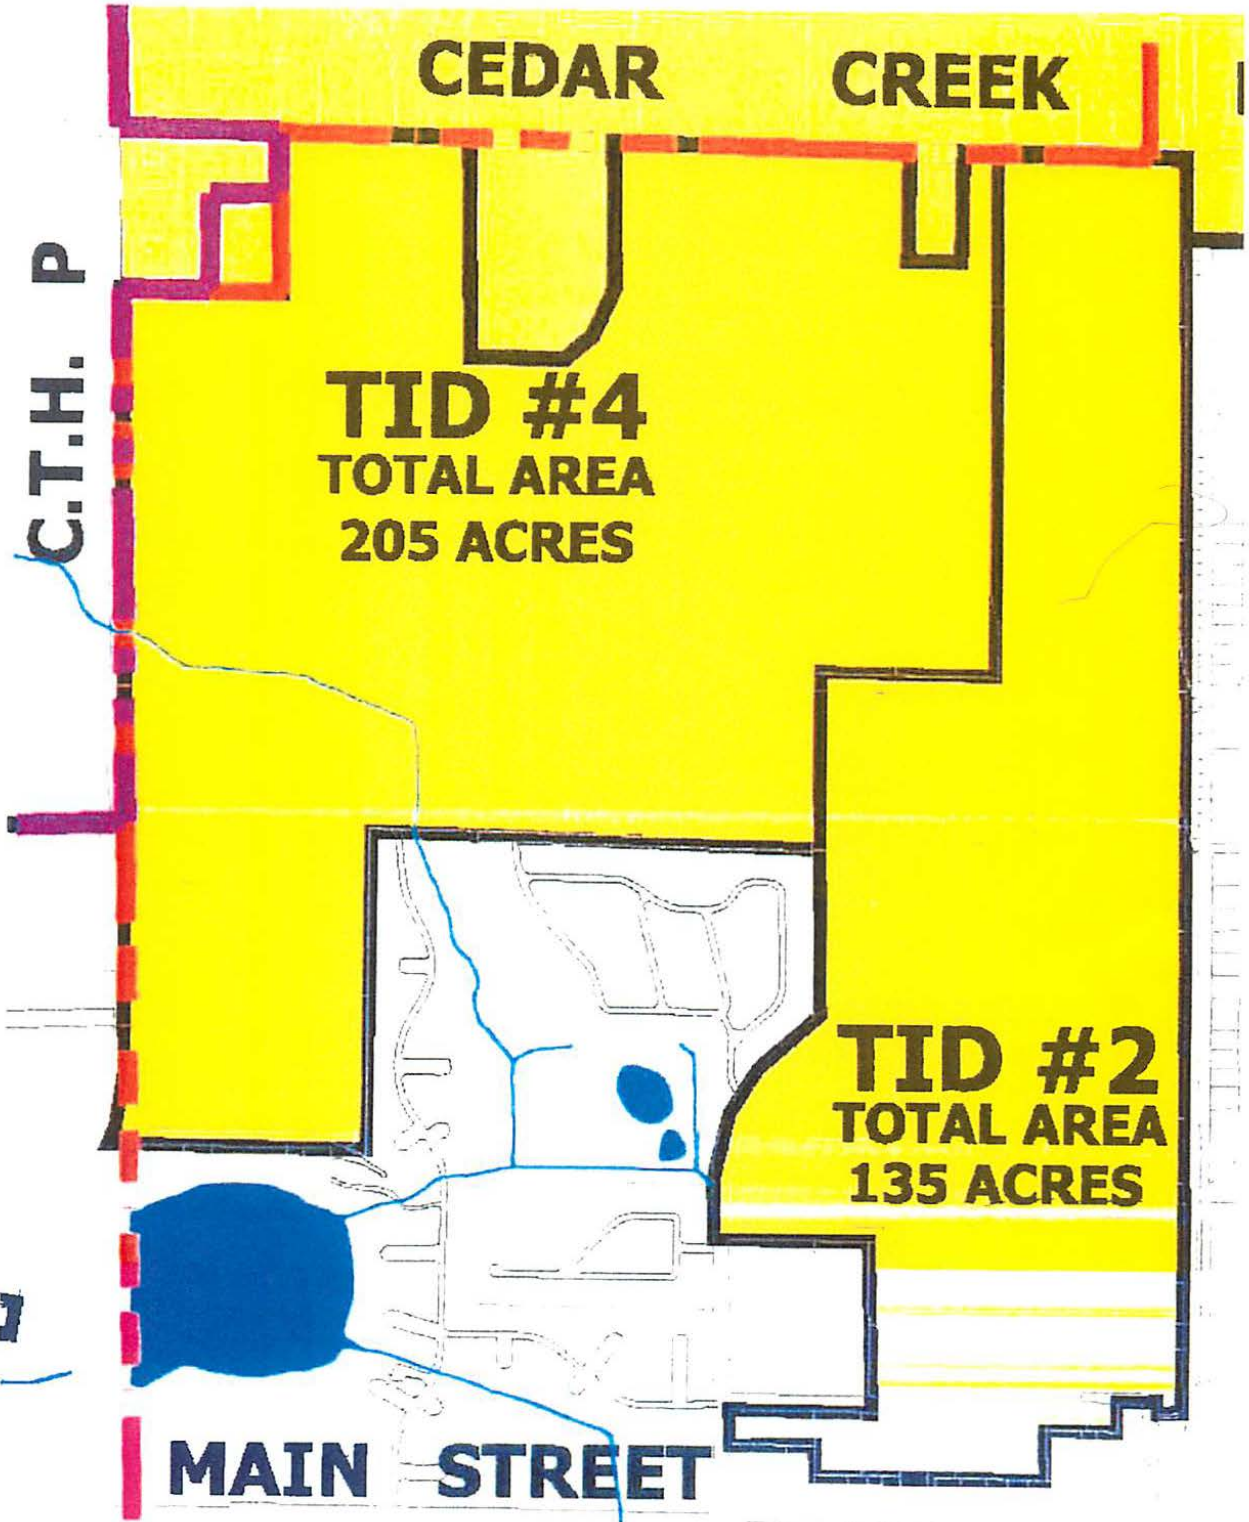 CEDAR CREEK
C.T.H. P
TID #4
TOTAL AREA
205 ACRES
TID #2
TOTAL AREA
135 ACRES
MAIN STREET